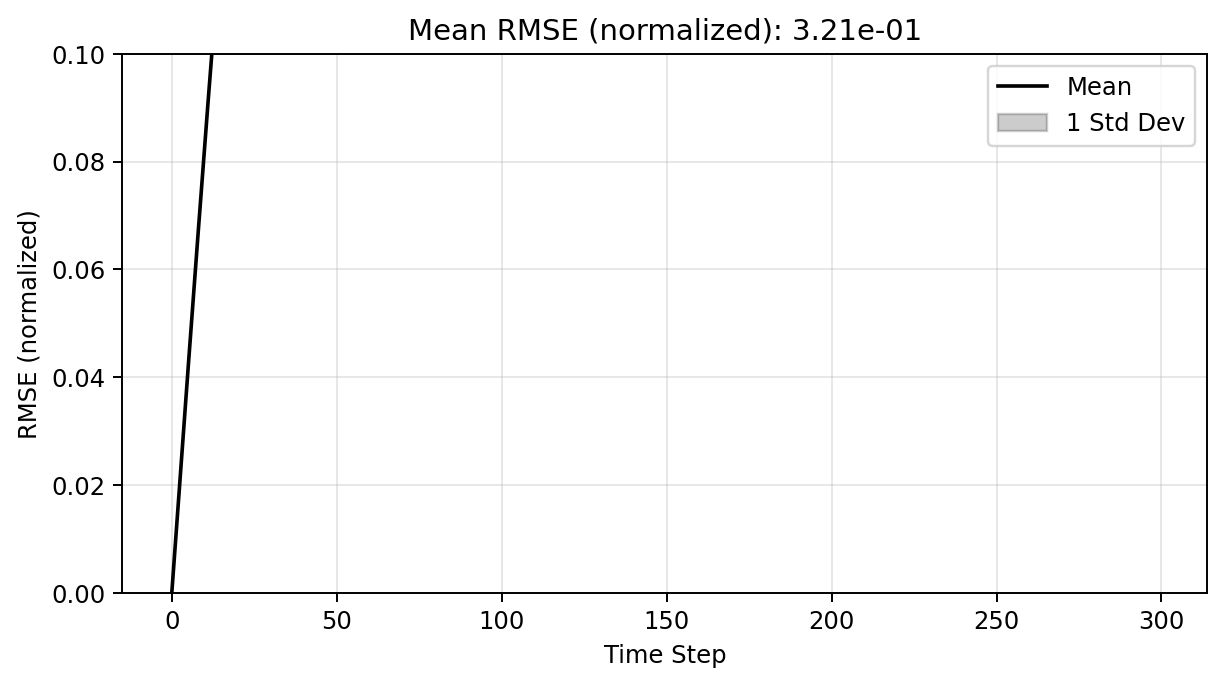 Mean RMSE (normalized): 3.21e-01
0.10
0.08
0.06
0.04
0.02
0.00
RMSE (normalized)
Mean
1 Std Dev
0 50 100 150 200 250 300
Time Step